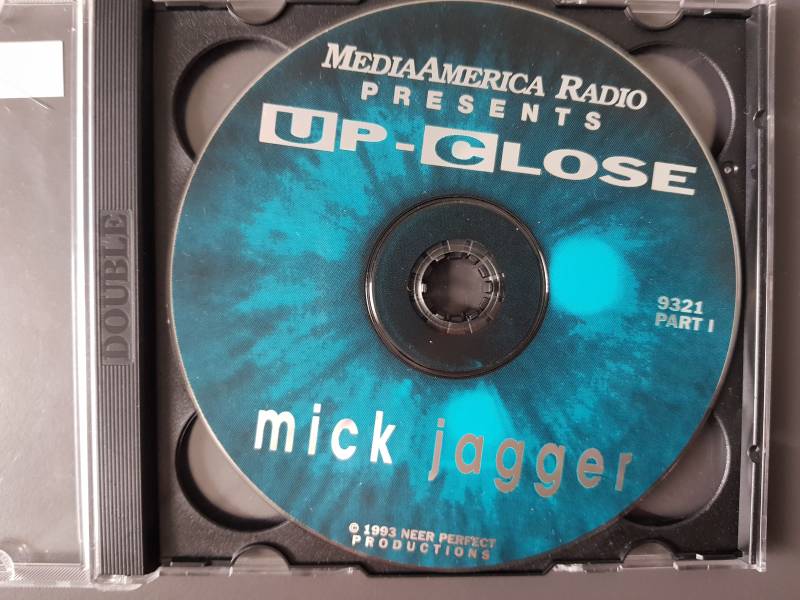 MEDIAAMERICA RADIO
PRESENTS
UP-CLOSE
9321
PART I
mick jagger
© 1993 NEER PERFECT
PRODUCTIONS
DOUBLE